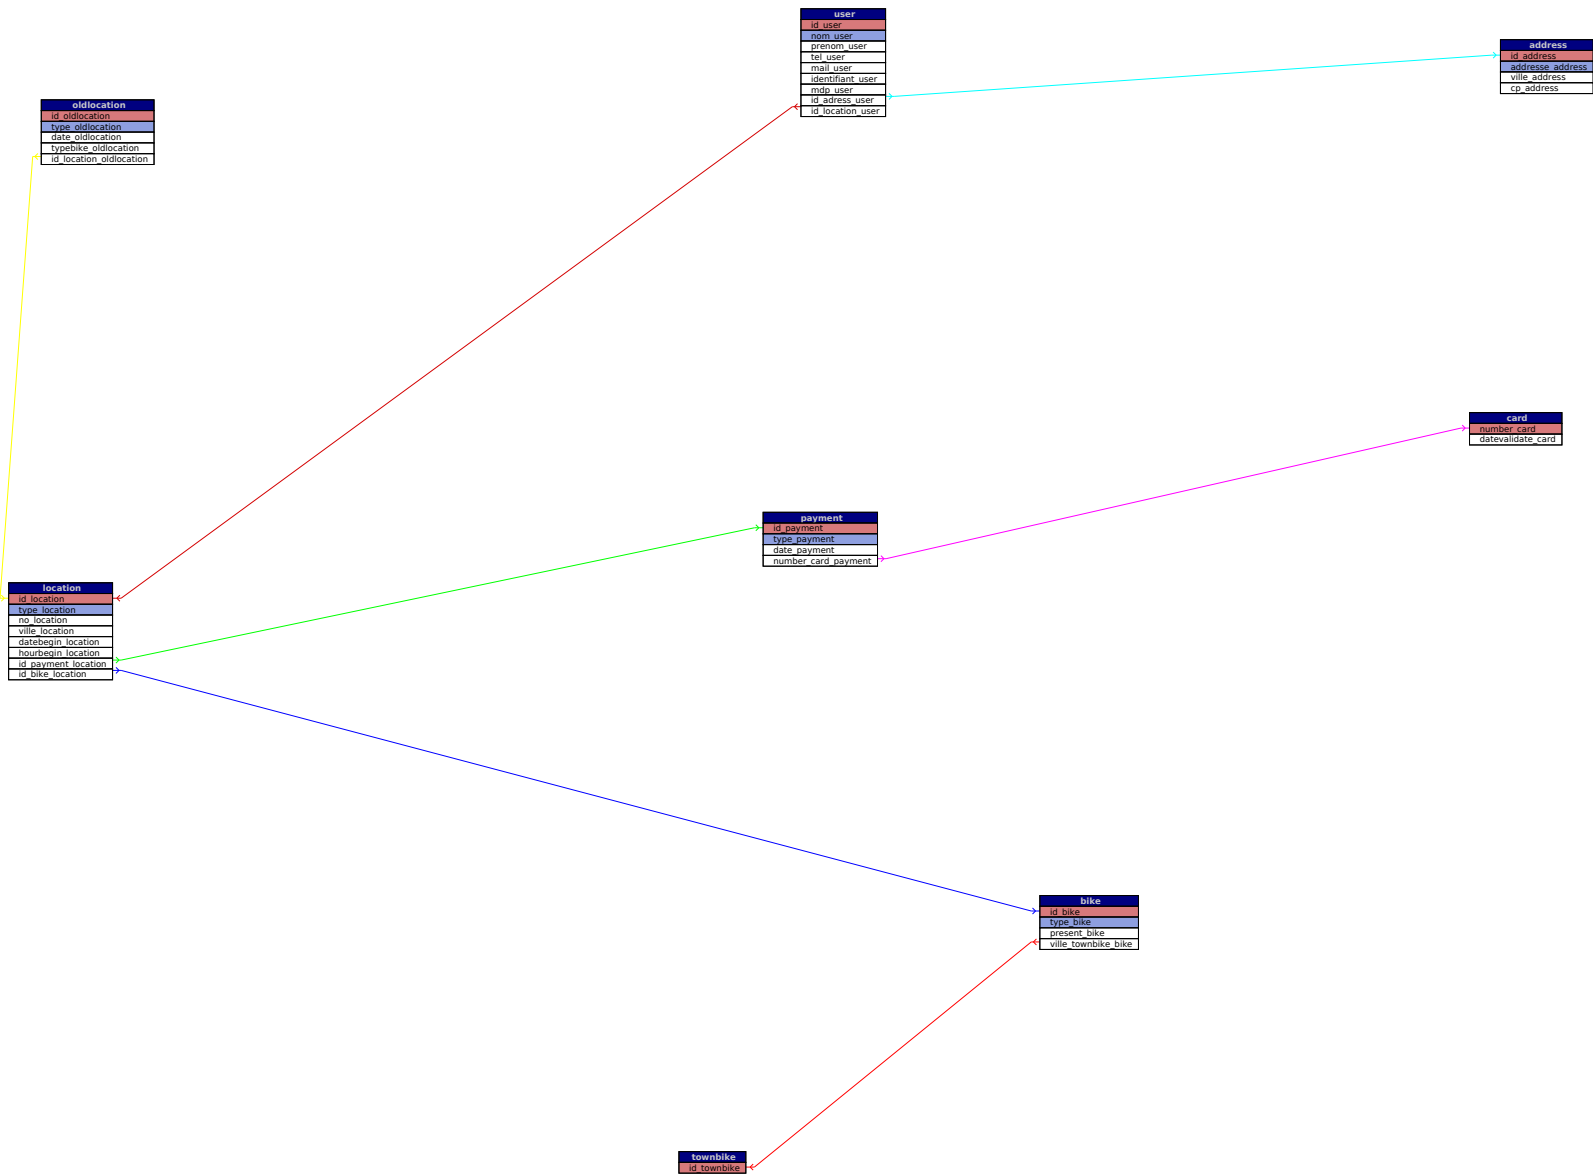 user
id_user
nom_user
prenom_user
tel_user
mail_user
identifiant_user
mdp_user
id_adress_user
id_location_user
address
id_address
addresse_address
ville_address
cp_address
oldlocation
id_oldlocation
type_oldlocation
date_oldlocation
typebike_oldlocation
id_location_oldlocation
card
number_card
datevalidate_card
payment
id_payment
type_payment
date_payment
number_card_payment
location
id_location
type_location
no_location
ville_location
datebegin_location
hourbegin_location
id_payment_location
id_bike_location
bike
id_bike
type_bike
present_bike
ville_townbike_bike
townbike
id_townbike